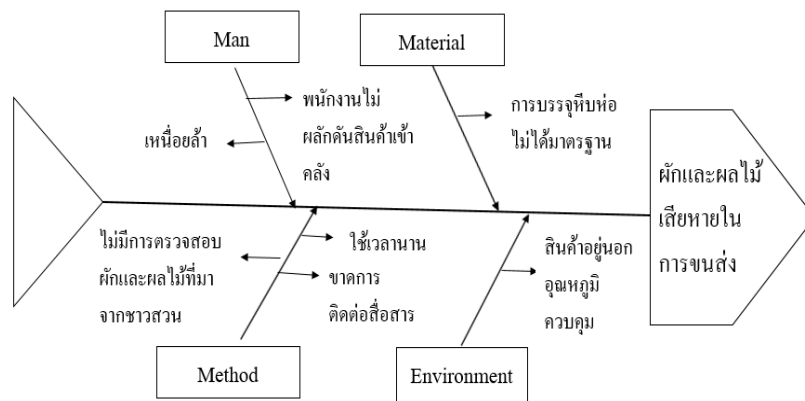 Man
Material
พนักงานไม่
ผลักดันสินค้าเข้า
คลัง
เหนื่อยล้า
การบรรจุหีบห่อ
ไม่ได้มาตรฐาน
ผักและผลไม้
เสียหายใน
การขนส่ง
ไม่มีการตรวจสอบ
ผักและผลไม้ที่มา
จากชาวสวน
ใช้เวลานาน
ขาดการ
ติดต่อสื่อสาร
สินค้าอยู่นอก
อุณหภูมิ
ควบคุม
Method
Environment